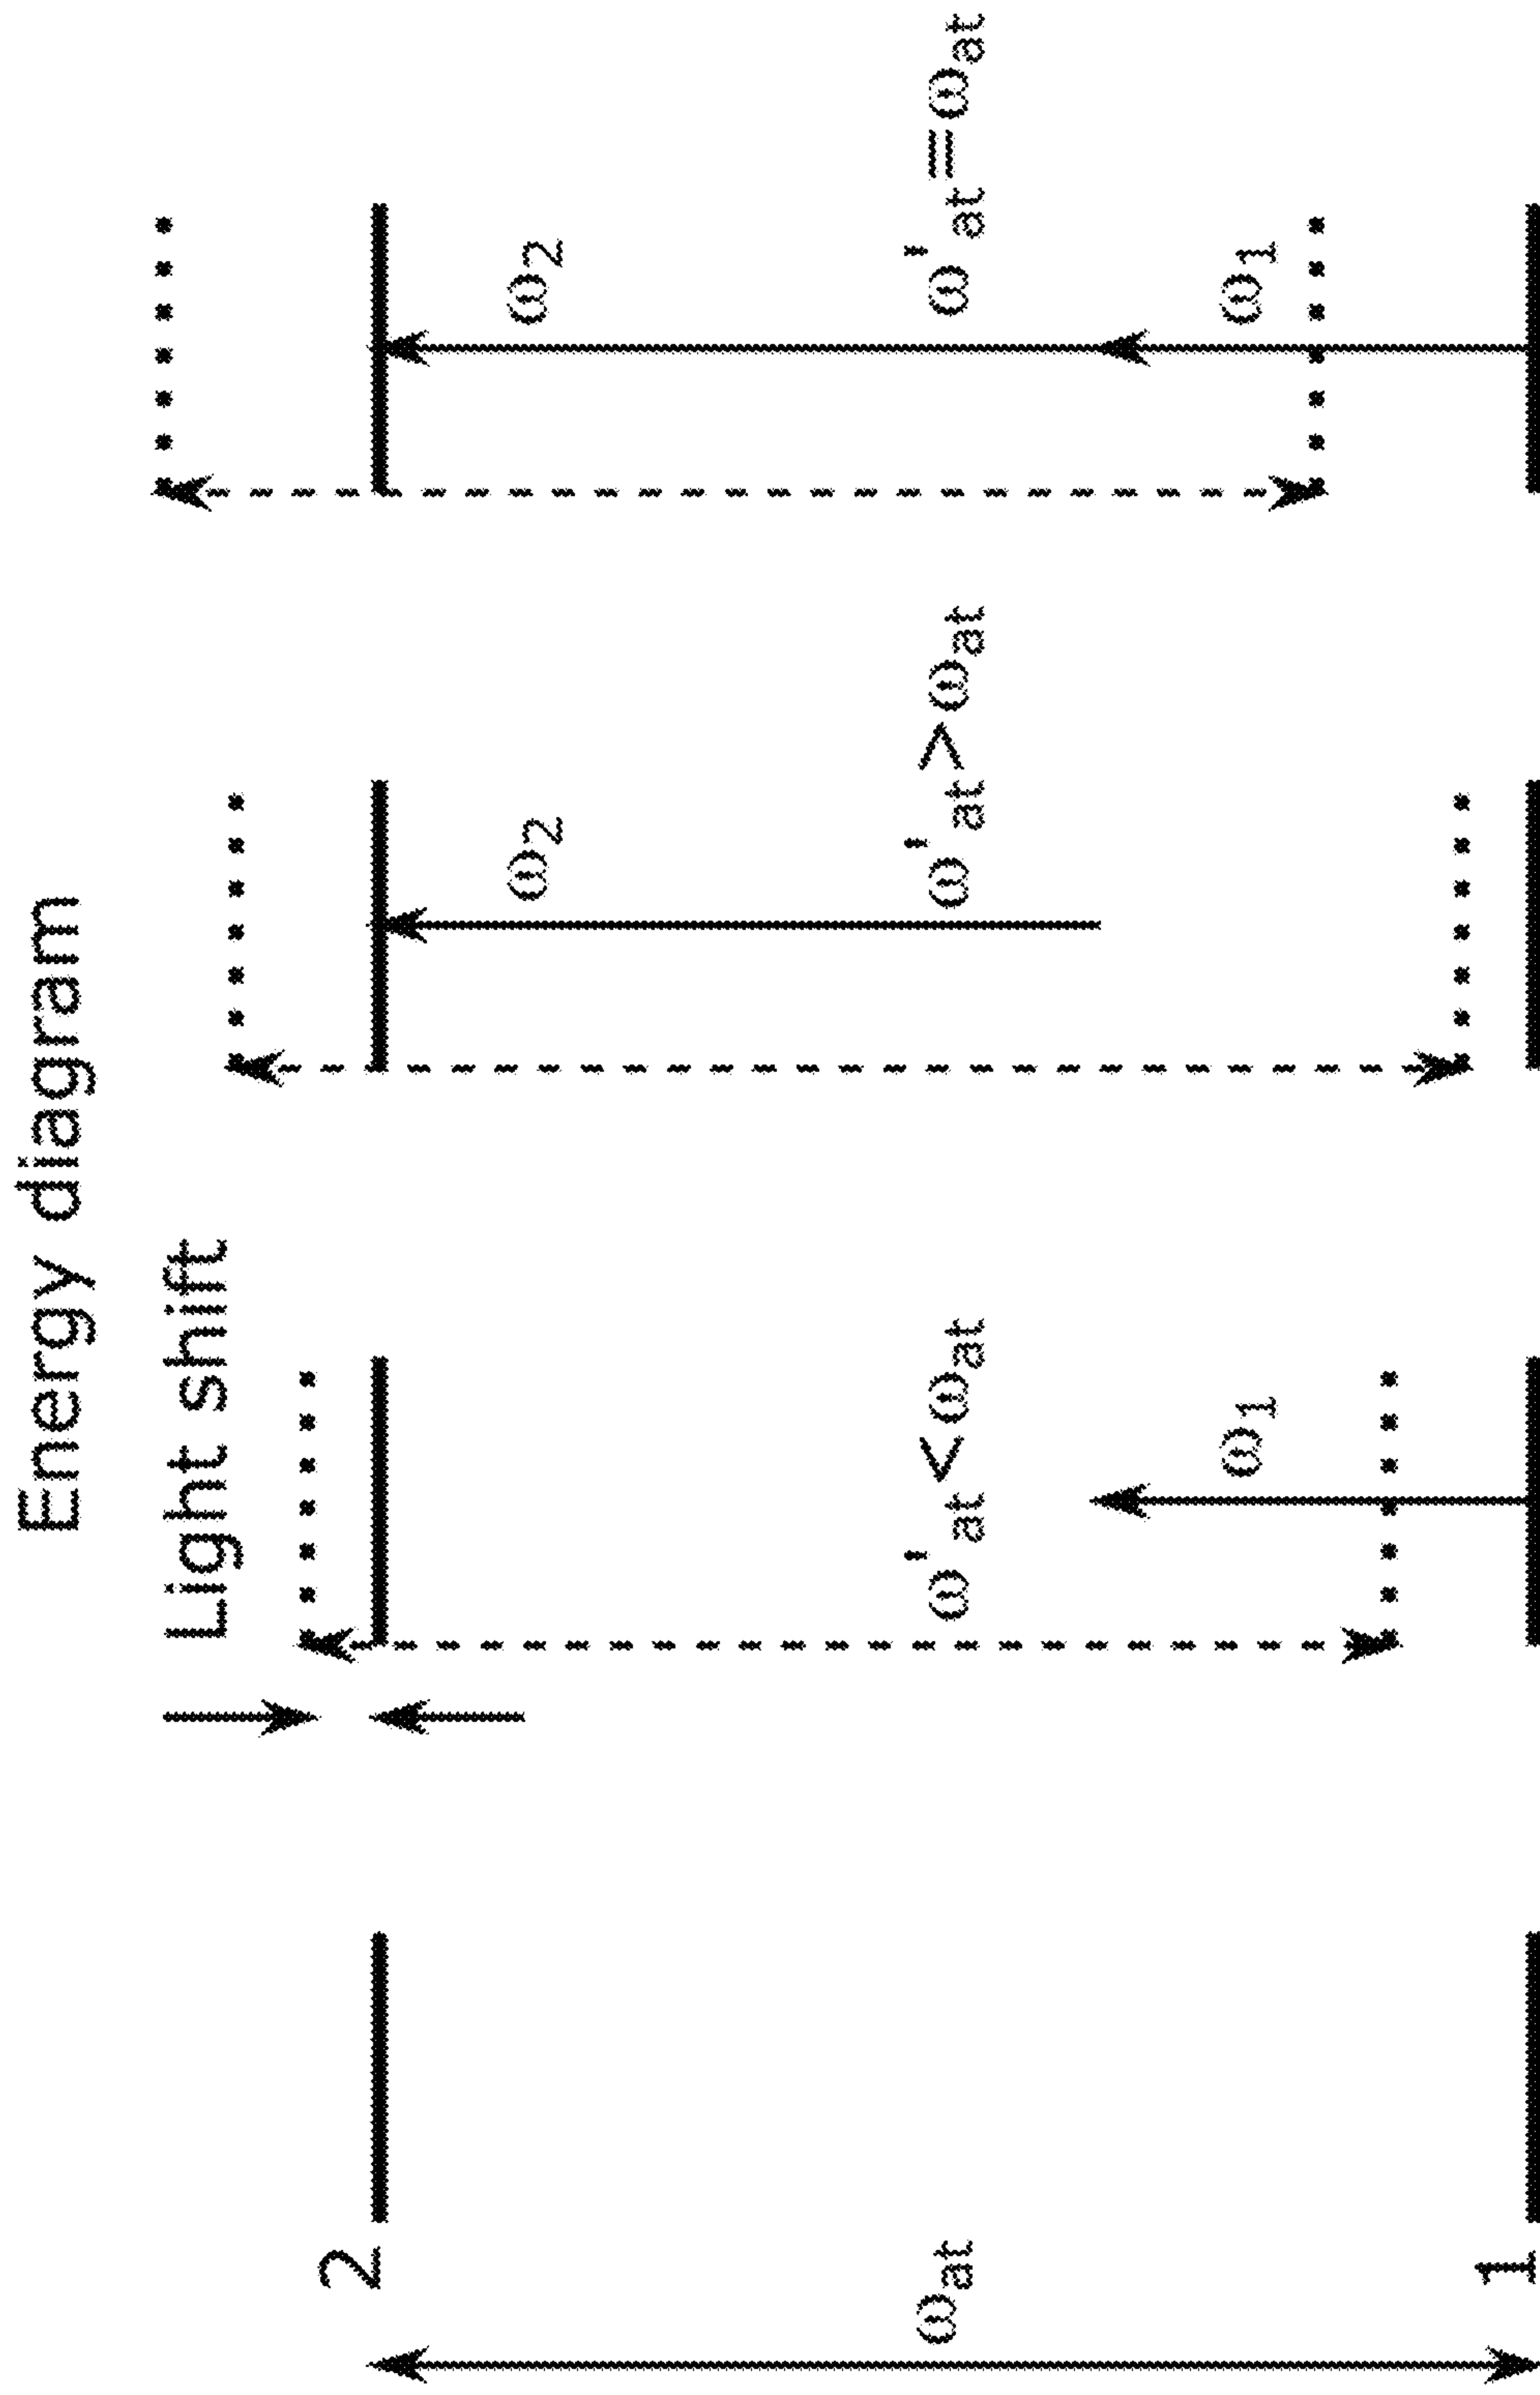 Energy diagram
Light shift
2
ω₂
ω₂
ωₐₜ
ω'ₐₜ<ωₐₜ
ω'ₐₜ>ωₐₜ
ω'ₐₜ=ωₐₜ
ω₁
ω₁
1